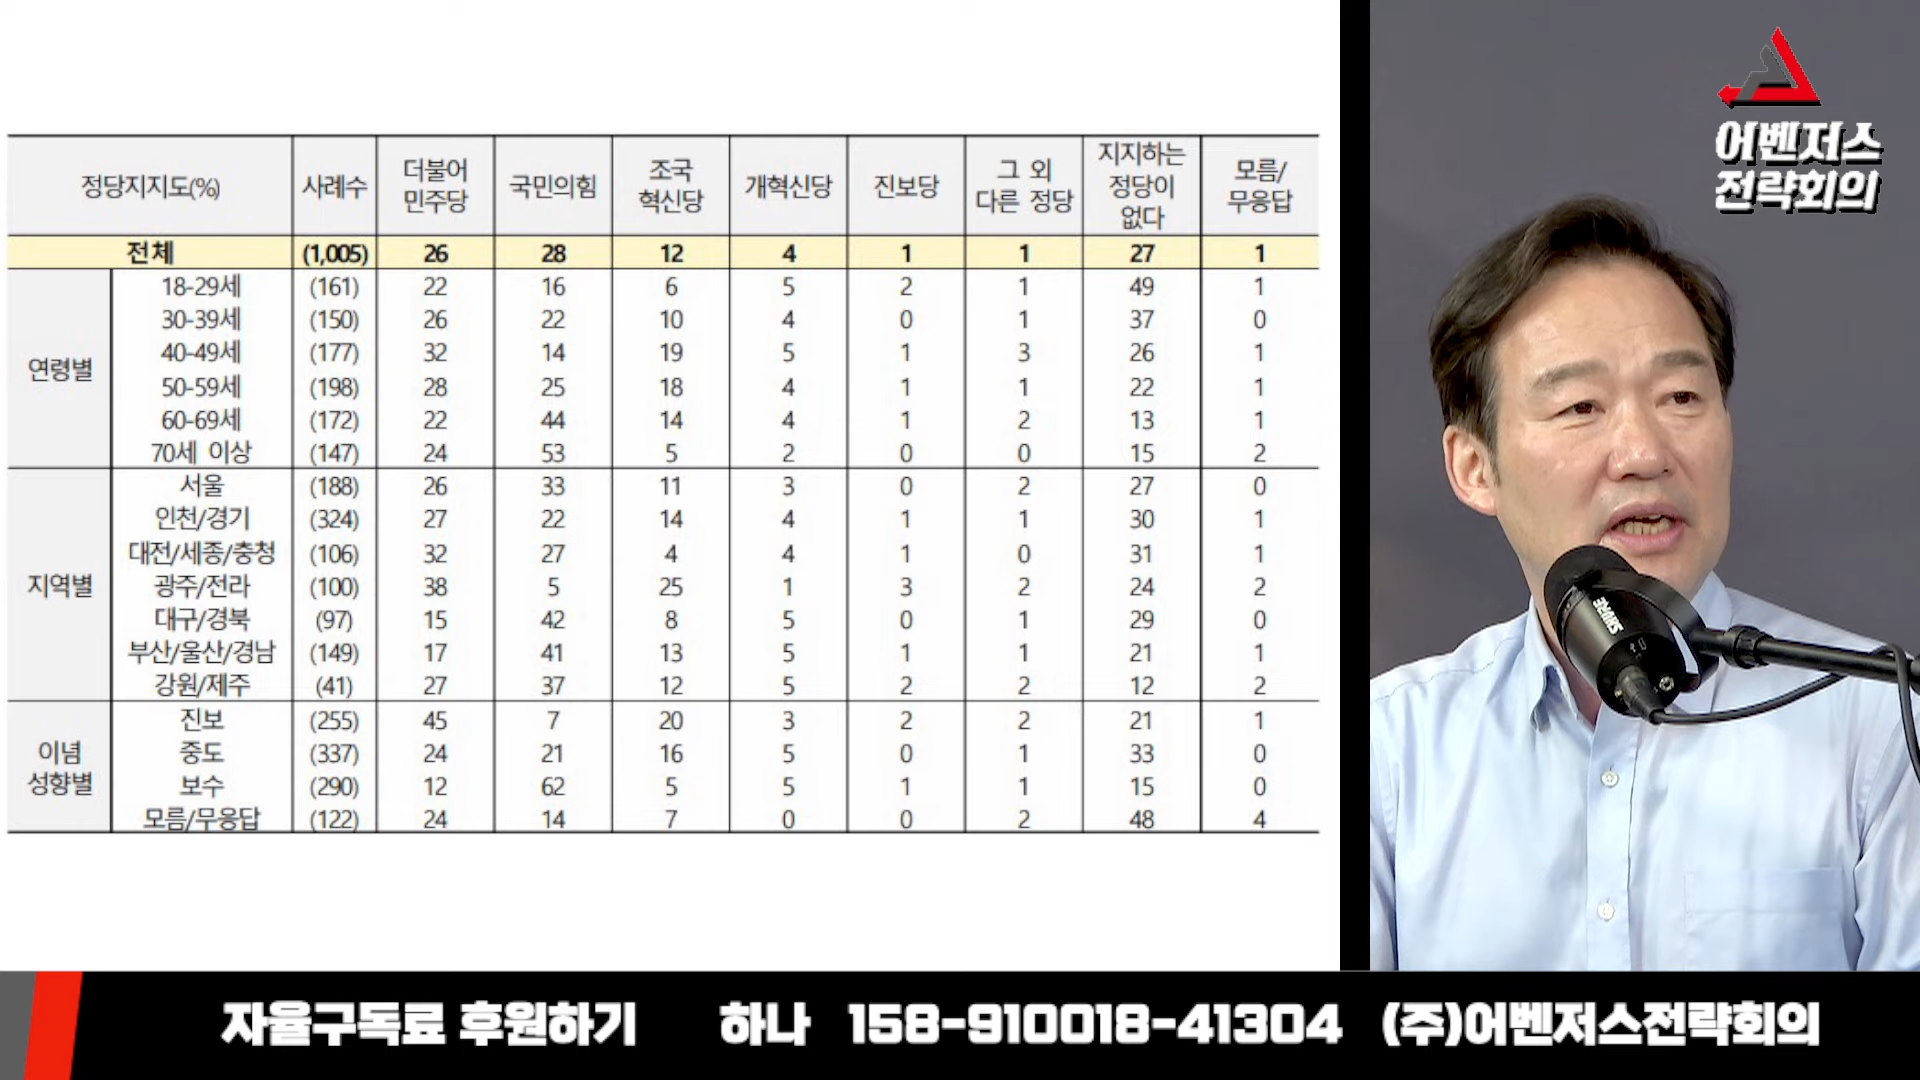 정당지지도(%) 사례수 더불어 민주당 국민의힘 조국 혁신당 개혁신당 진보당 그 외 다른 정당 지지하는 정당이 없다 모름/ 무응답
전체 (1,005) 26 28 12 4 1 1 27 1
연령별
18-29세 (161) 22 16 6 5 2 1 49 1
30-39세 (150) 26 22 10 4 0 1 37 0
40-49세 (177) 32 14 19 5 1 3 26 1
50-59세 (198) 28 25 18 4 1 1 22 1
60-69세 (172) 22 44 14 4 1 2 13 1
70세 이상 (147) 24 53 5 2 0 0 15 2
지역별
서울 (188) 26 33 11 3 0 2 27 0
인천/경기 (324) 27 22 14 4 1 1 30 1
대전/세종/충청 (106) 32 27 4 4 1 0 31 1
광주/전라 (100) 38 5 25 1 3 2 24 2
대구/경북 (97) 15 42 8 5 0 1 29 0
부산/울산/경남 (149) 17 41 13 5 1 1 21 1
강원/제주 (41) 27 37 12 5 2 2 12 2
이념
성향별
진보 (255) 45 7 20 3 2 2 21 1
중도 (337) 24 21 16 5 0 1 33 0
보수 (290) 12 62 5 5 1 1 15 0
모름/무응답 (122) 24 14 7 0 0 2 48 4
어벤저스
전략회의
SHURE
자율구독료 후원하기 하나 158-910018-41304 (주)어벤저스전략회의